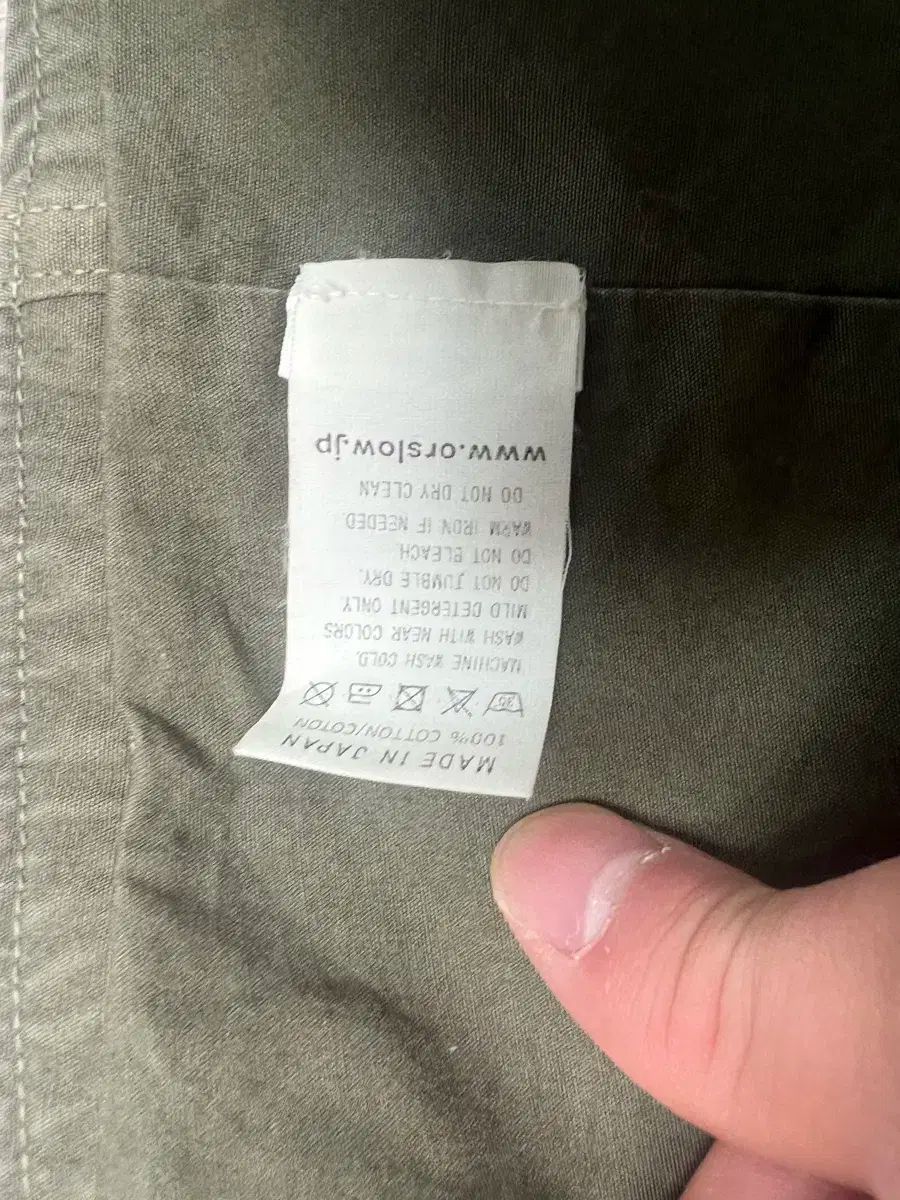 MADE IN JAPAN
100% COTTON/COTON
30
MACHINE WASH COLD.
WASH WITH NEAR COLORS
MILD DETERGENT ONLY.
DO NOT TUMBLE DRY.
DO NOT BLEACH.
WARM IRON IF NEEDED.
DO NOT DRY CLEAN
www.orslow.jp